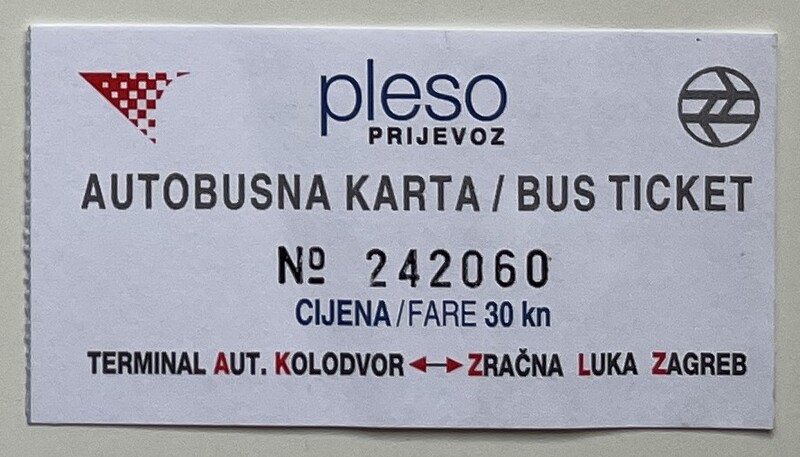 pleso
PRIJEVOZ
AUTOBUSNA KARTA / BUS TICKET
Nº 242060
CIJENA/FARE 30 kn
TERMINAL AUT. KOLODVOR ↔ ZRAČNA LUKA ZAGREB